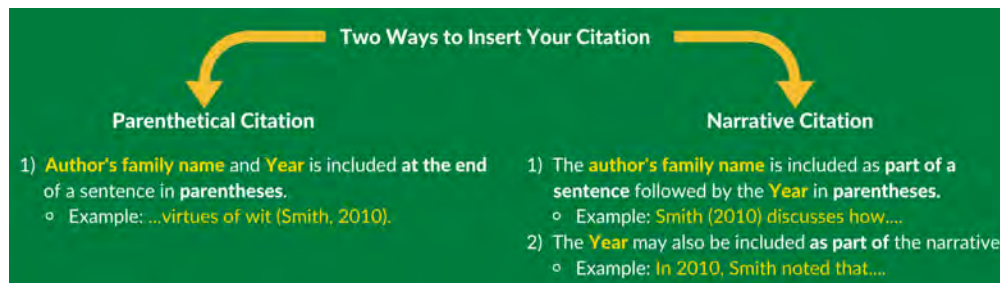 Two Ways to Insert Your Citation
Parenthetical Citation
1) Author's family name and Year is included at the end
of a sentence in parentheses.
Example: ...virtues of wit (Smith, 2010).
Narrative Citation
1) The author's family name is included as part of a
sentence followed by the Year in parentheses.
Example: Smith (2010) discusses how....
2) The Year may also be included as part of the narrative
Example: In 2010, Smith noted that....